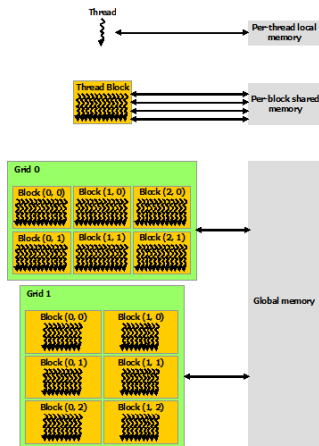 Thread
Per-thread local
memory
Thread Block
Per-block shared
memory
Grid 0
Block (0, 0) Block (1, 0) Block (2, 0)
Block (0, 1) Block (1, 1) Block (2, 1)
Grid 1
Global memory
Block (0, 0) Block (1, 0)
Block (0, 1) Block (1, 1)
Block (0, 2) Block (1, 2)